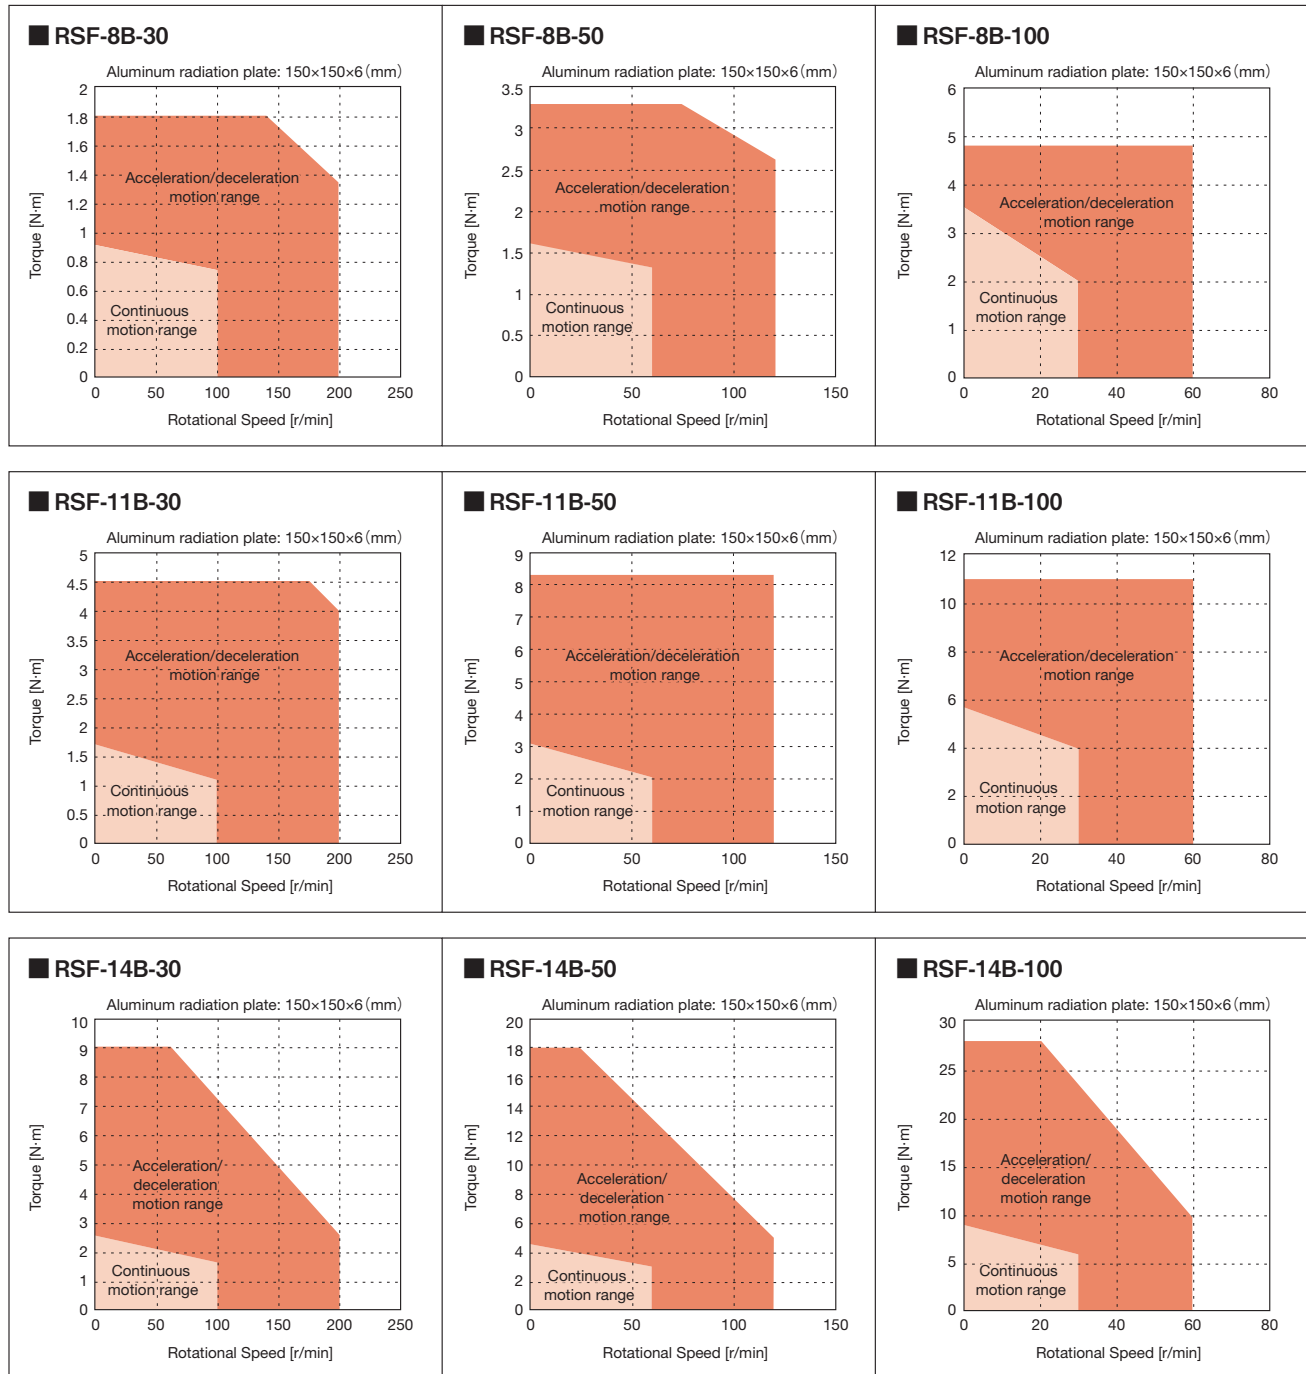 ■ RSF-8B-30
Aluminum radiation plate: 150×150×6(mm)
Torque [N·m]
2
1.8
1.6
1.4
1.2
1
0.8
0.6
0.4
0.2
0
Acceleration/deceleration
motion range
Continuous
motion range
0 50 100 150 200 250
Rotational Speed [r/min]
■ RSF-8B-50
Aluminum radiation plate: 150×150×6(mm)
Torque [N·m]
3.5
3
2.5
2
1.5
1
0.5
0
Acceleration/deceleration
motion range
Continuous
motion range
0 50 100 150
Rotational Speed [r/min]
■ RSF-8B-100
Aluminum radiation plate: 150×150×6(mm)
Torque [N·m]
6
5
4
3
2
1
0
Acceleration/deceleration
motion range
Continuous
motion range
0 20 40 60 80
Rotational Speed [r/min]
■ RSF-11B-30
Aluminum radiation plate: 150×150×6(mm)
Torque [N·m]
5
4.5
4
3.5
3
2.5
2
1.5
1
0.5
0
Acceleration/deceleration
motion range
Continuous
motion range
0 50 100 150 200 250
Rotational Speed [r/min]
■ RSF-11B-50
Aluminum radiation plate: 150×150×6(mm)
Torque [N·m]
9
8
7
6
5
4
3
2
1
0
Acceleration/deceleration
motion range
Continuous
motion range
0 50 100 150
Rotational Speed [r/min]
■ RSF-11B-100
Aluminum radiation plate: 150×150×6(mm)
Torque [N·m]
12
10
8
6
4
2
0
Acceleration/deceleration
motion range
Continuous
motion range
0 20 40 60 80
Rotational Speed [r/min]
■ RSF-14B-30
Aluminum radiation plate: 150×150×6(mm)
Torque [N·m]
10
9
8
7
6
5
4
3
2
1
0
Acceleration/
deceleration
motion range
Continuous
motion range
0 50 100 150 200 250
Rotational Speed [r/min]
■ RSF-14B-50
Aluminum radiation plate: 150×150×6(mm)
Torque [N·m]
20
18
16
14
12
10
8
6
4
2
0
Acceleration/
deceleration
motion range
Continuous
motion range
0 50 100 150
Rotational Speed [r/min]
■ RSF-14B-100
Aluminum radiation plate: 150×150×6(mm)
Torque [N·m]
30
25
20
15
10
5
0
Acceleration/
deceleration
motion range
Continuous
motion range
0 20 40 60 80
Rotational Speed [r/min]